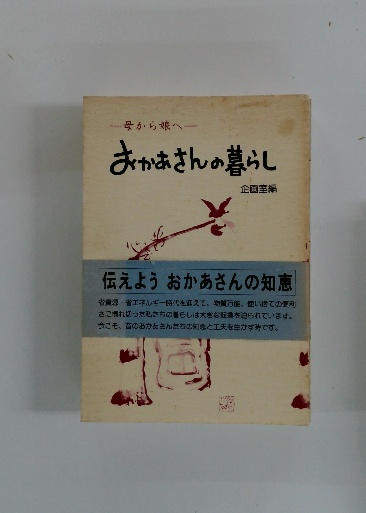 ―母から娘へ―
おかあさんの暮らし
企画室編
伝えよう おかあさんの知恵
省資源・省エネルギー時代を迎えて、物質万能、使い捨ての便利
さに慣れ切った私たちの暮らしは大きな転換を迫られています。
今こそ、昔のおかあさんたちの知恵と工夫を生かす時です。